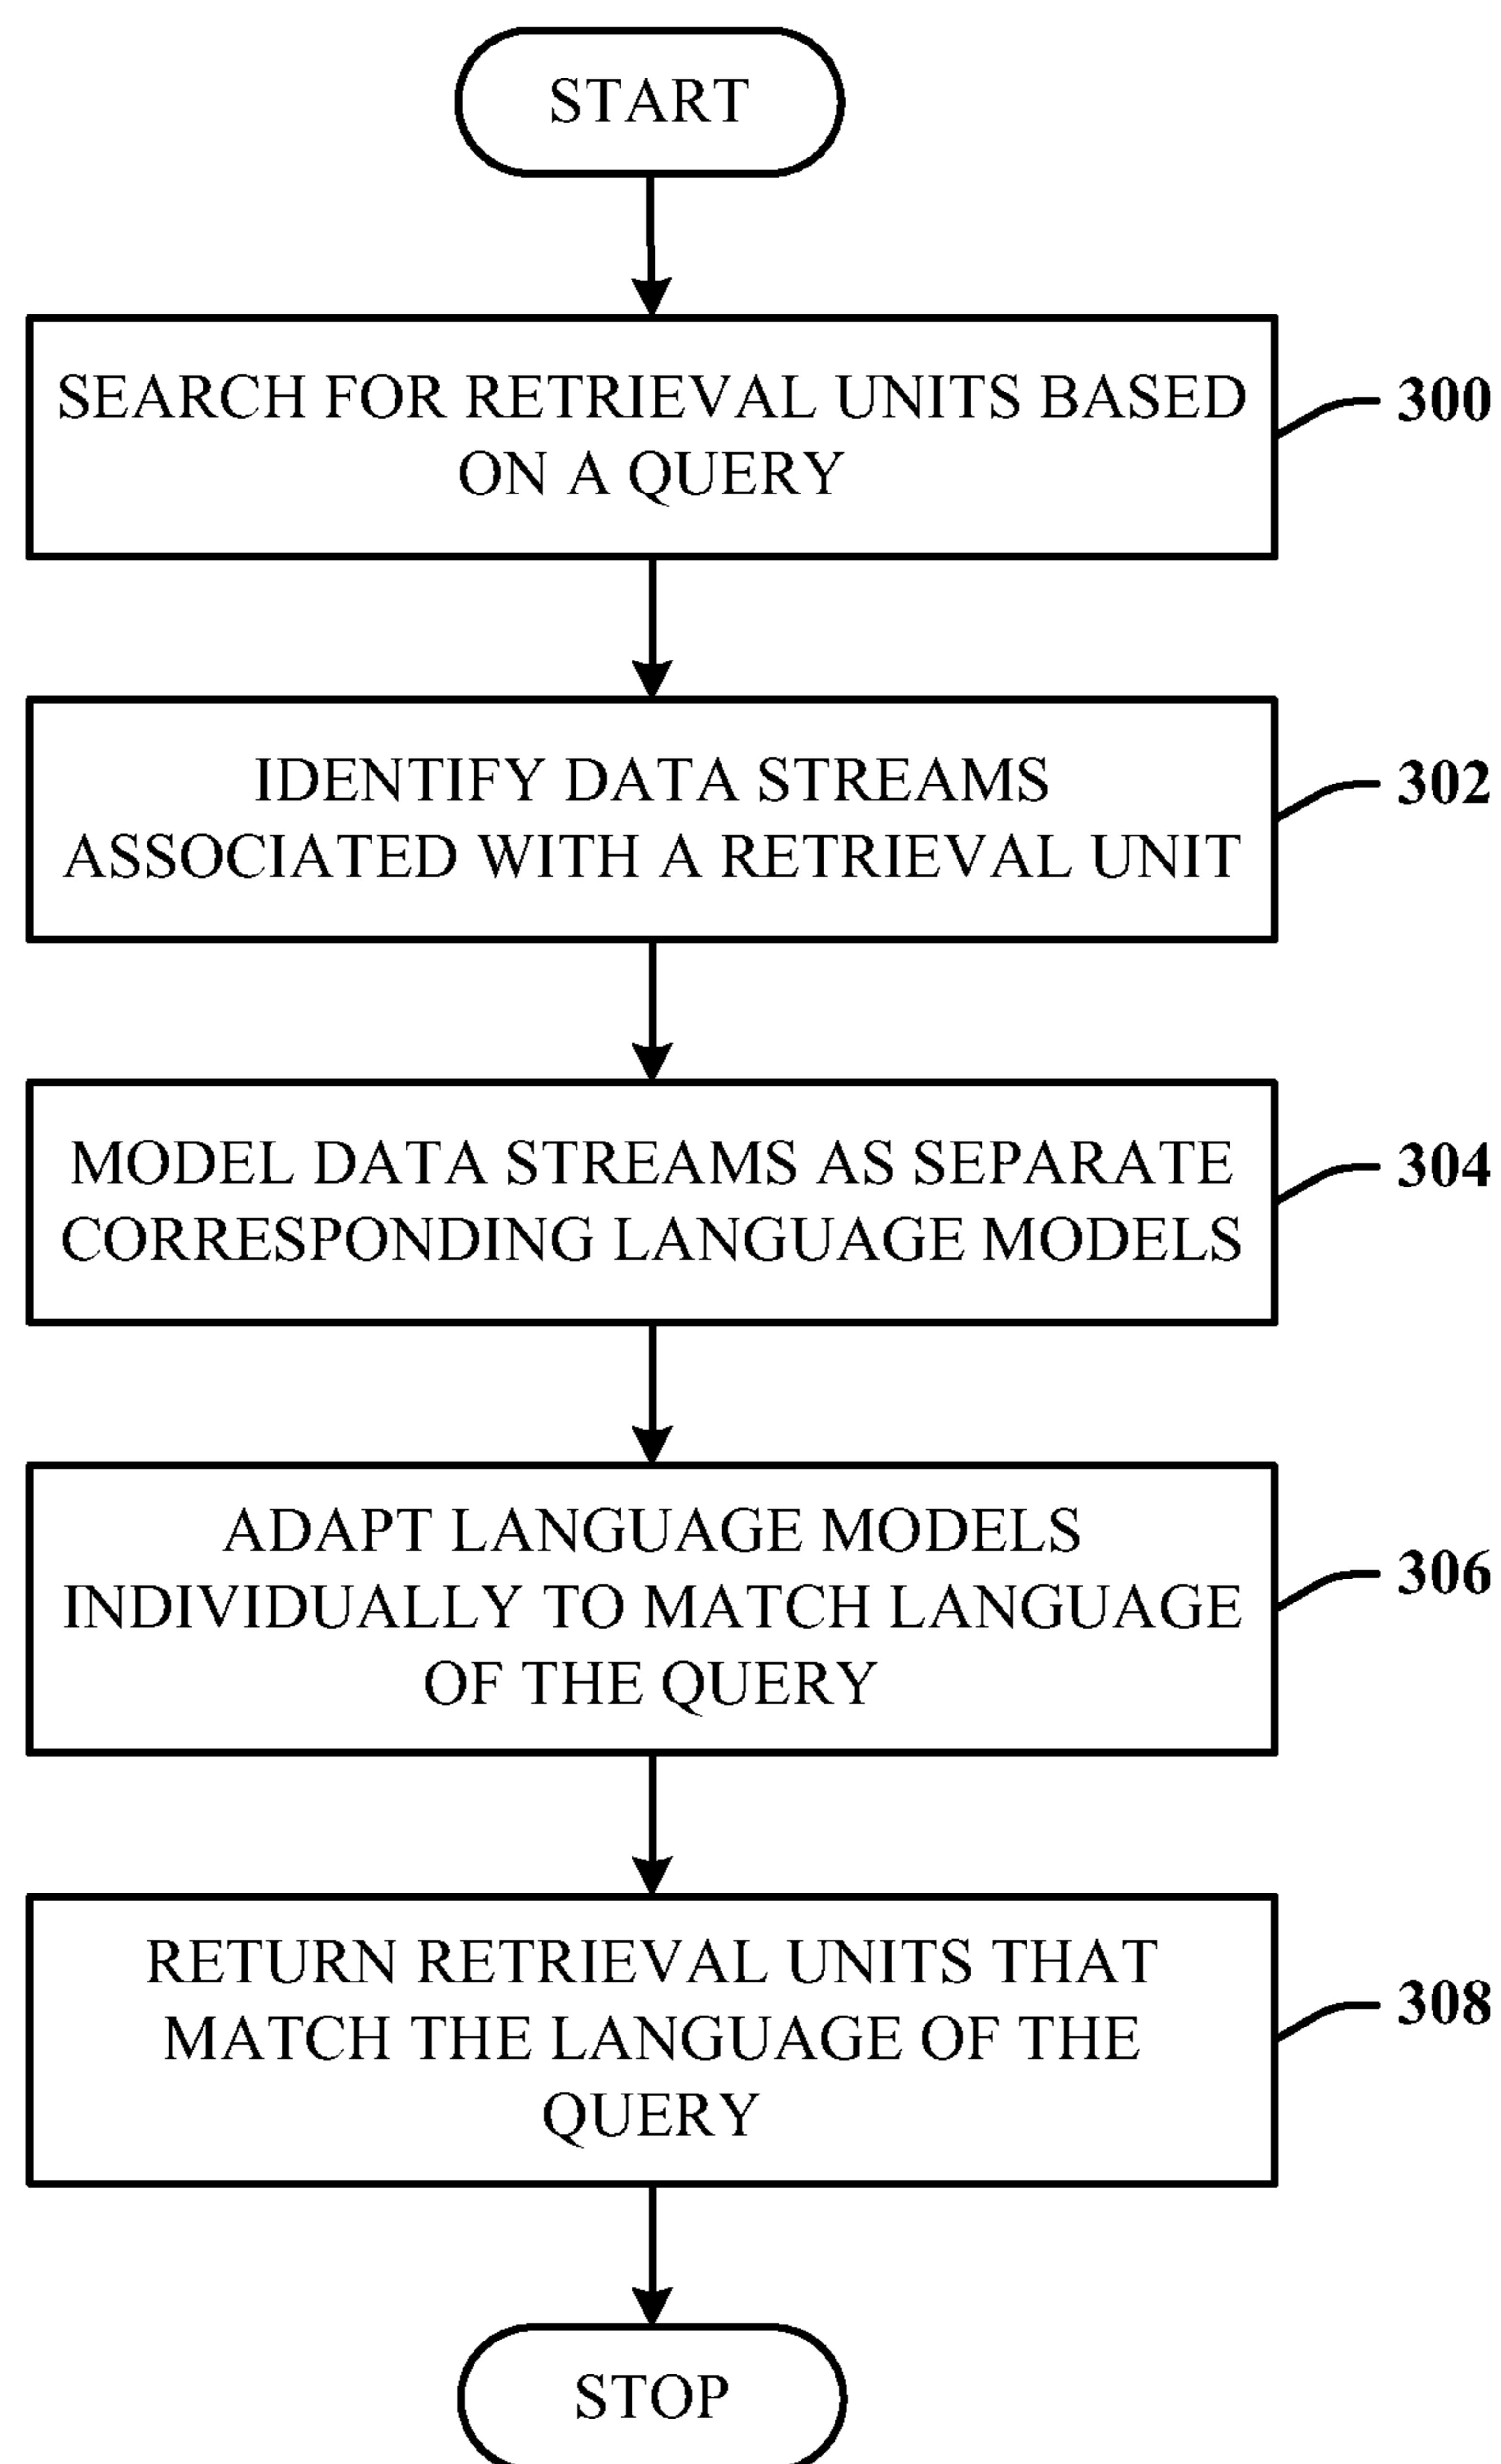 START
SEARCH FOR RETRIEVAL UNITS BASED
ON A QUERY
300
IDENTIFY DATA STREAMS
ASSOCIATED WITH A RETRIEVAL UNIT
302
MODEL DATA STREAMS AS SEPARATE
CORRESPONDING LANGUAGE MODELS
304
ADAPT LANGUAGE MODELS
INDIVIDUALLY TO MATCH LANGUAGE
OF THE QUERY
306
RETURN RETRIEVAL UNITS THAT
MATCH THE LANGUAGE OF THE
QUERY
308
STOP